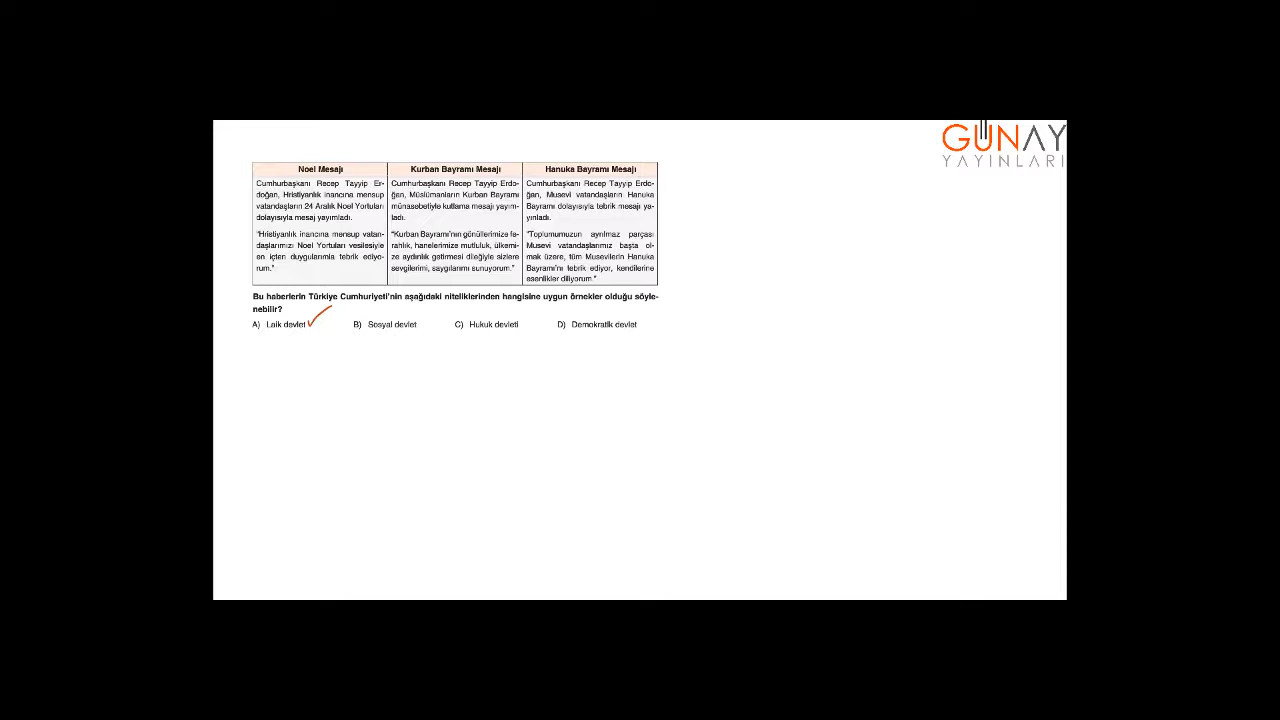 GÜNAY
YAYINLARI
Noel Mesajı
Cumhurbaşkanı Recep Tayyip Er-
doğan, Hristiyanlık inancına mensup
vatandaşların 24 Aralık Noel Yortuları
dolayısıyla mesaj yayımladı.
"Hristiyanlık inancına mensup vatan-
daşlarımızı Noel Yortuları vesilesiyle
en içten duygularımla tebrik ediyo-
rum."
Kurban Bayramı Mesajı
Cumhurbaşkanı Recep Tayyip Erdo-
ğan, Müslümanların Kurban Bayramı
münasebetiyle kutlama mesajı yayım-
ladı.
"Kurban Bayramı'nın gönüllerimize fe-
rahlık, hanelerimize mutluluk, ülkemi-
ze aydınlık getirmesi dileğiyle sizlere
sevgilerimi, saygılarımı sunuyorum."
Hanuka Bayramı Mesajı
Cumhurbaşkanı Recep Tayyip Erdo-
ğan, Musevi vatandaşların Hanuka
Bayramı dolayısıyla tebrik mesajı ya-
yınladı.
"Toplumumuzun ayrılmaz parçası
Musevi vatandaşlarımız başta ol-
mak üzere, tüm Musevilerin Hanuka
Bayramı'nı tebrik ediyor, kendilerine
esenlikler diliyorum."
Bu haberlerin Türkiye Cumhuriyeti'nin aşağıdaki niteliklerinden hangisine uygun örnekler olduğu söyle-
nebilir?
A) Laik devlet B) Sosyal devlet C) Hukuk devleti D) Demokratik devlet